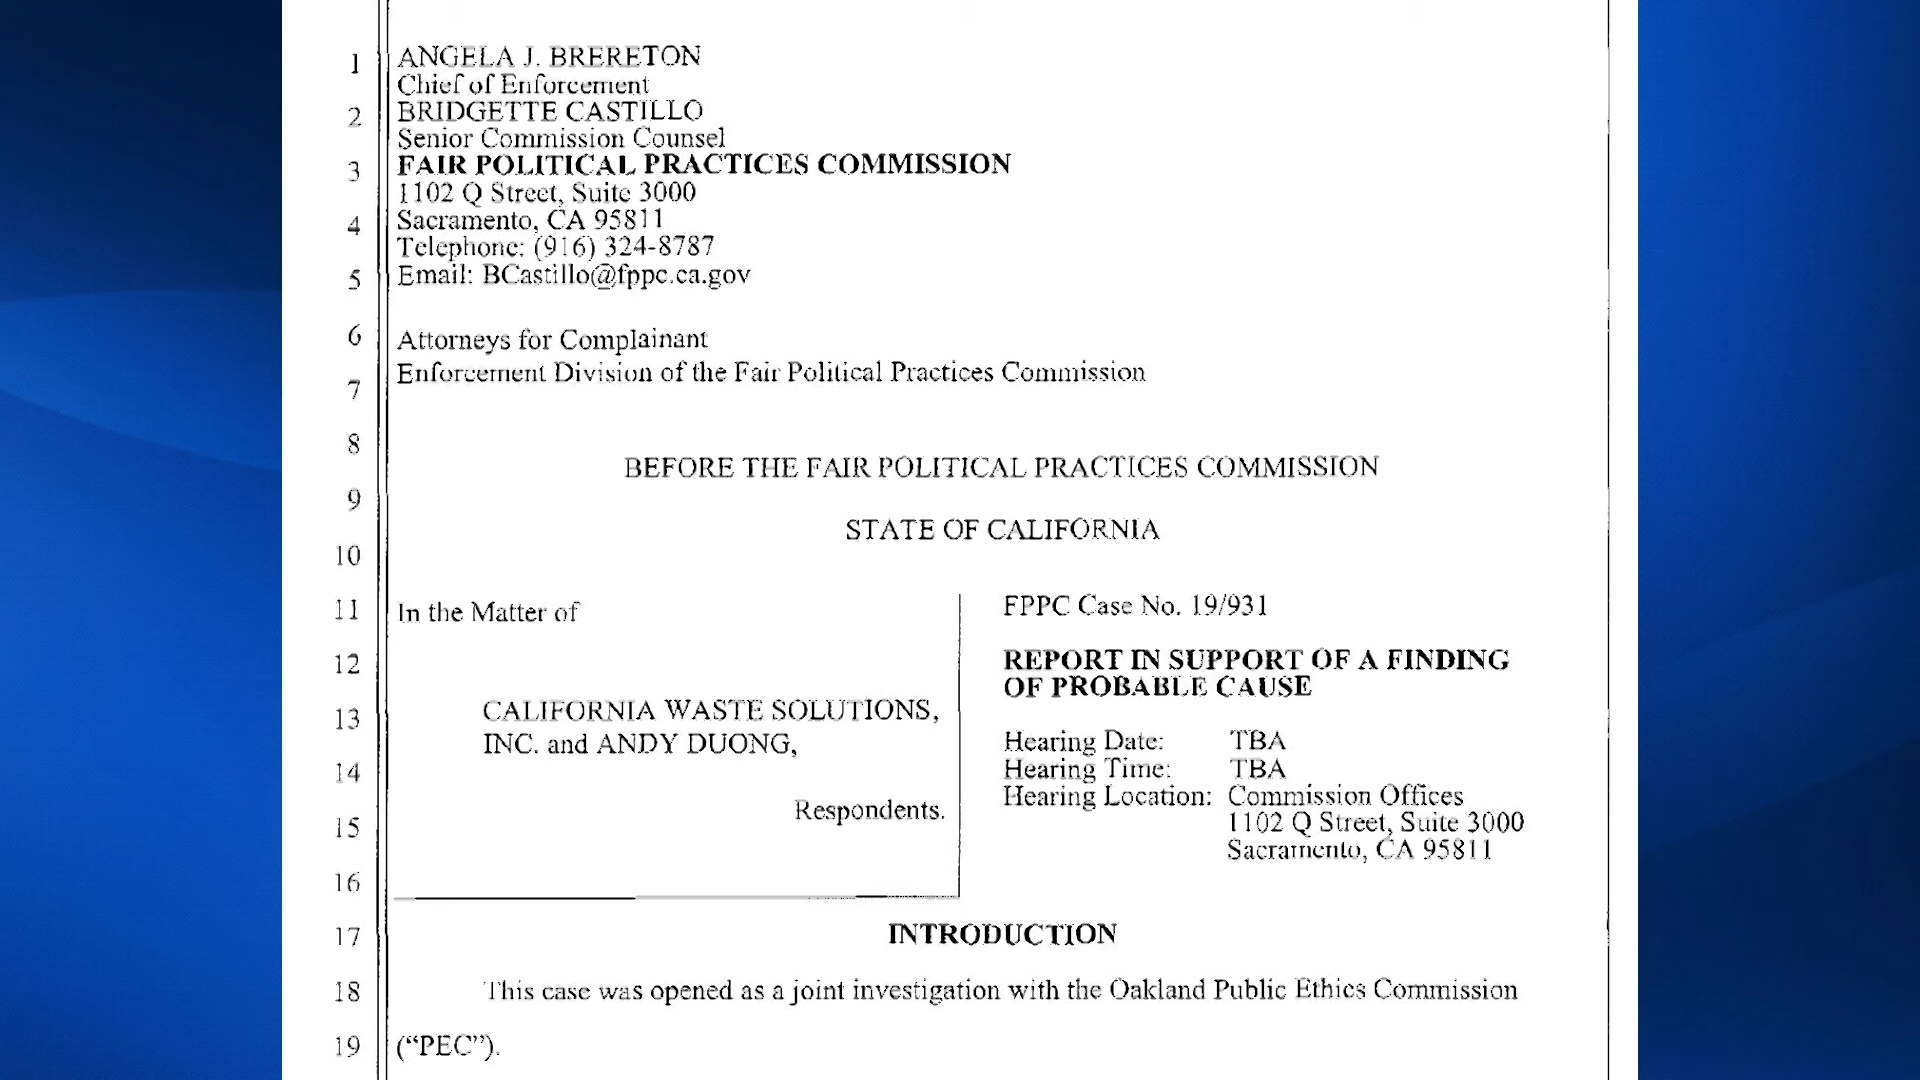 1 ANGELA J. BRERETON
Chief of Enforcement
2 BRIDGETTE CASTILLO
Senior Commission Counsel
3 FAIR POLITICAL PRACTICES COMMISSION
1102 Q Street, Suite 3000
4 Sacramento, CA 95811
Telephone: (916) 324-8787
5 Email: BCastillo@fppc.ca.gov
6 Attorneys for Complainant
7 Enforcement Division of the Fair Political Practices Commission
8
BEFORE THE FAIR POLITICAL PRACTICES COMMISSION
9
STATE OF CALIFORNIA
10
11 In the Matter of
12
13 CALIFORNIA WASTE SOLUTIONS,
INC. and ANDY DUONG,
14
Respondents.
15
16
FPPC Case No. 19/931
REPORT IN SUPPORT OF A FINDING
OF PROBABLE CAUSE
Hearing Date: TBA
Hearing Time: TBA
Hearing Location: Commission Offices
1102 Q Street, Suite 3000
Sacramento, CA 95811
17 INTRODUCTION
18 This case was opened as a joint investigation with the Oakland Public Ethics Commission
19 (“PEC”).